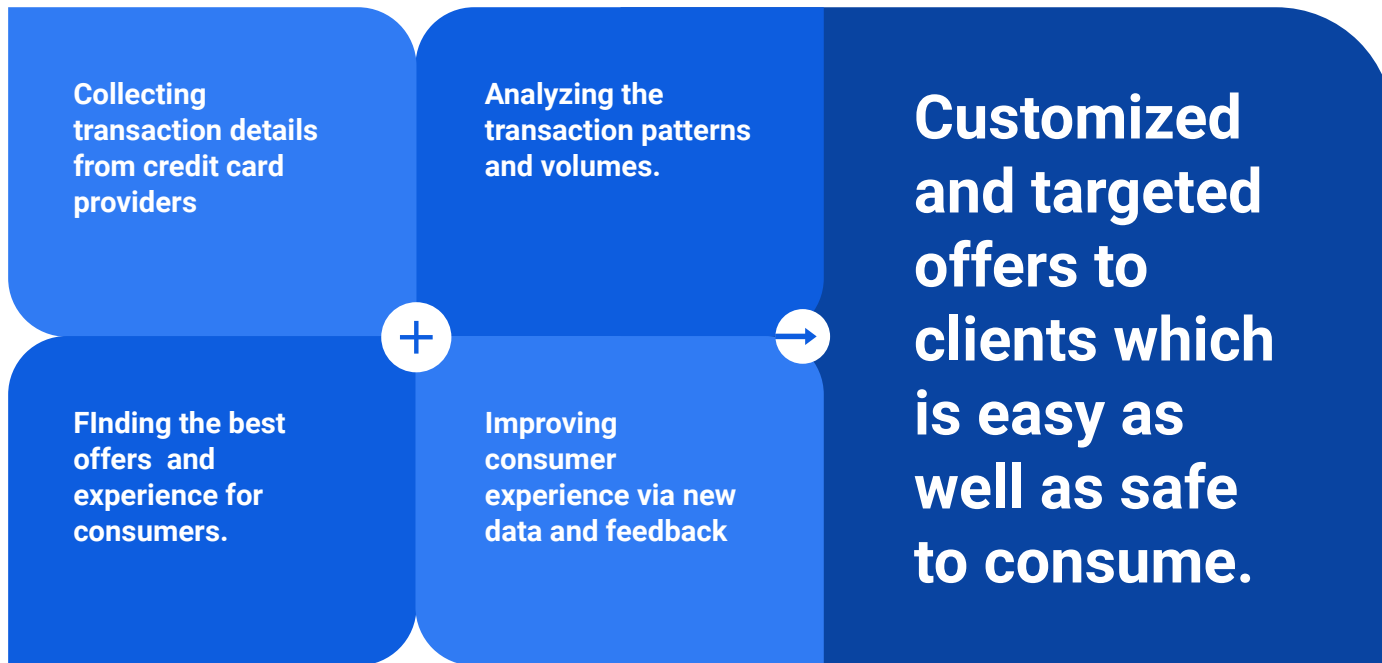 Collecting
transaction details
from credit card
providers
Analyzing the
transaction patterns
and volumes.
FInding the best
offers  and
experience for
consumers.
Improving
consumer
experience via new
data and feedback
Customized
and targeted
offers to
clients which
is easy as
well as safe
to consume.